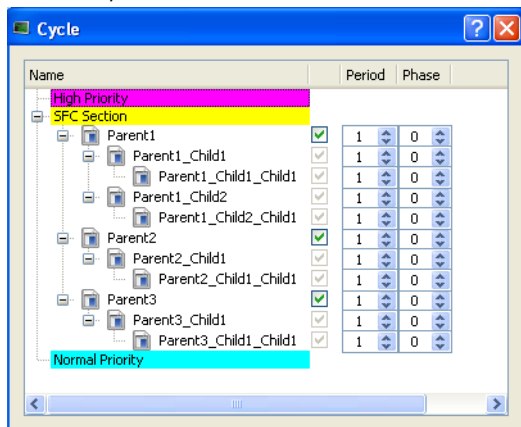 Cycle
Name Period Phase
High Priority
SFC Section
Parent1 1 0
Parent1_Child1 1 0
Parent1_Child1_Child1 1 0
Parent1_Child2 1 0
Parent1_Child2_Child1 1 0
Parent2 1 0
Parent2_Child1 1 0
Parent2_Child1_Child1 1 0
Parent3 1 0
Parent3_Child1 1 0
Parent3_Child1_Child1 1 0
Normal Priority